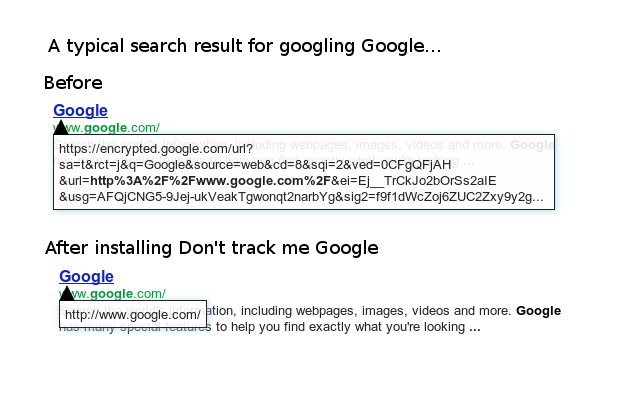 A typical search result for googling Google...
Before
Google
www.google.com/
including webpages, images, videos and more. Google
https://encrypted.google.com/url?
sa=t&rct=j&q=Google&source=web&cd=8&sqi=2&ved=0CFgQFjAH
&url=http%3A%2F%2Fwww.google.com%2F&ei=Ej__TrCkJo2bOrSs2aIE
&usg=AFQjCNG5-9Jej-ukVeakTgwonqt2narbYg&sig2=f9f1dWcZoj6ZUC2Zxy9y2g...
After installing Don't track me Google
Google
www.google.com/
ation, including webpages, images, videos and more. Google
http://www.google.com/
has many special features to help you find exactly what you're looking ...